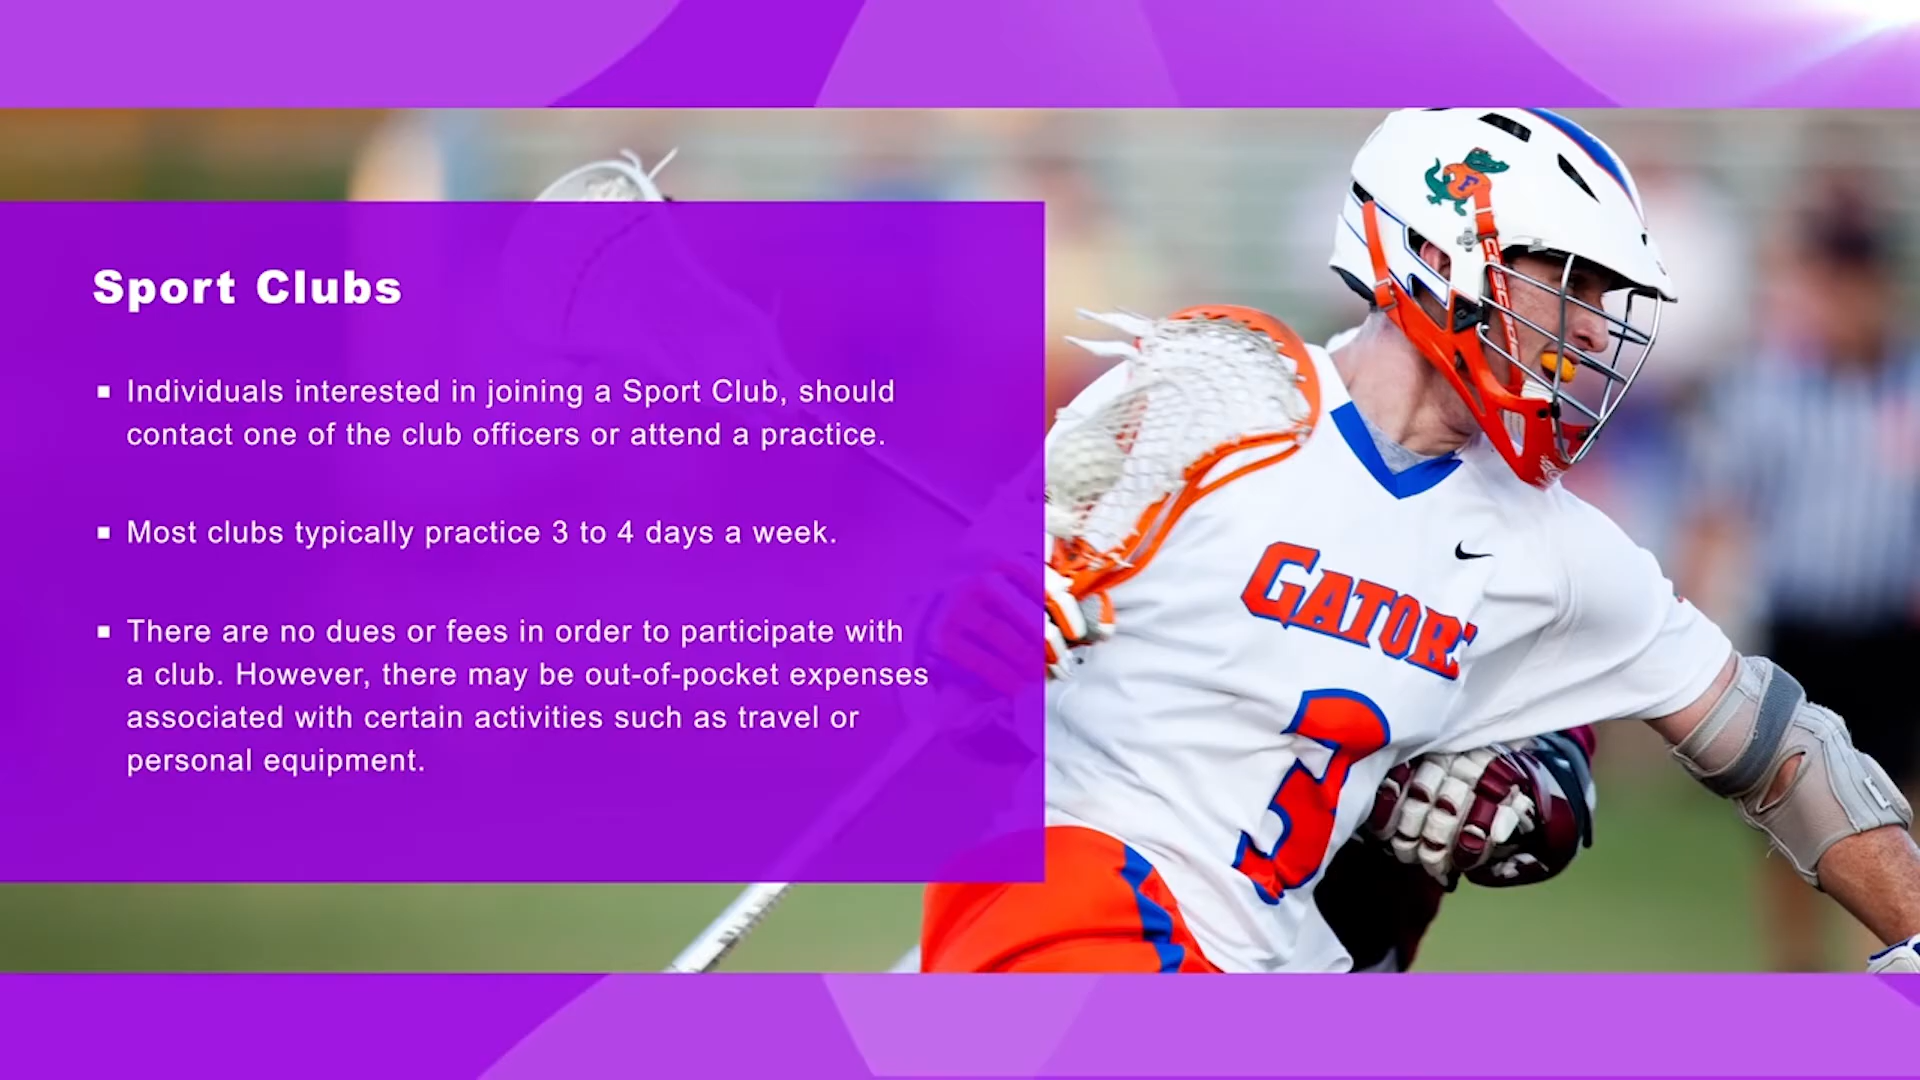 Sport Clubs
▪ Individuals interested in joining a Sport Club, should
contact one of the club officers or attend a practice.
▪ Most clubs typically practice 3 to 4 days a week.
▪ There are no dues or fees in order to participate with
a club. However, there may be out-of-pocket expenses
associated with certain activities such as travel or
personal equipment.
F
GATOR
3